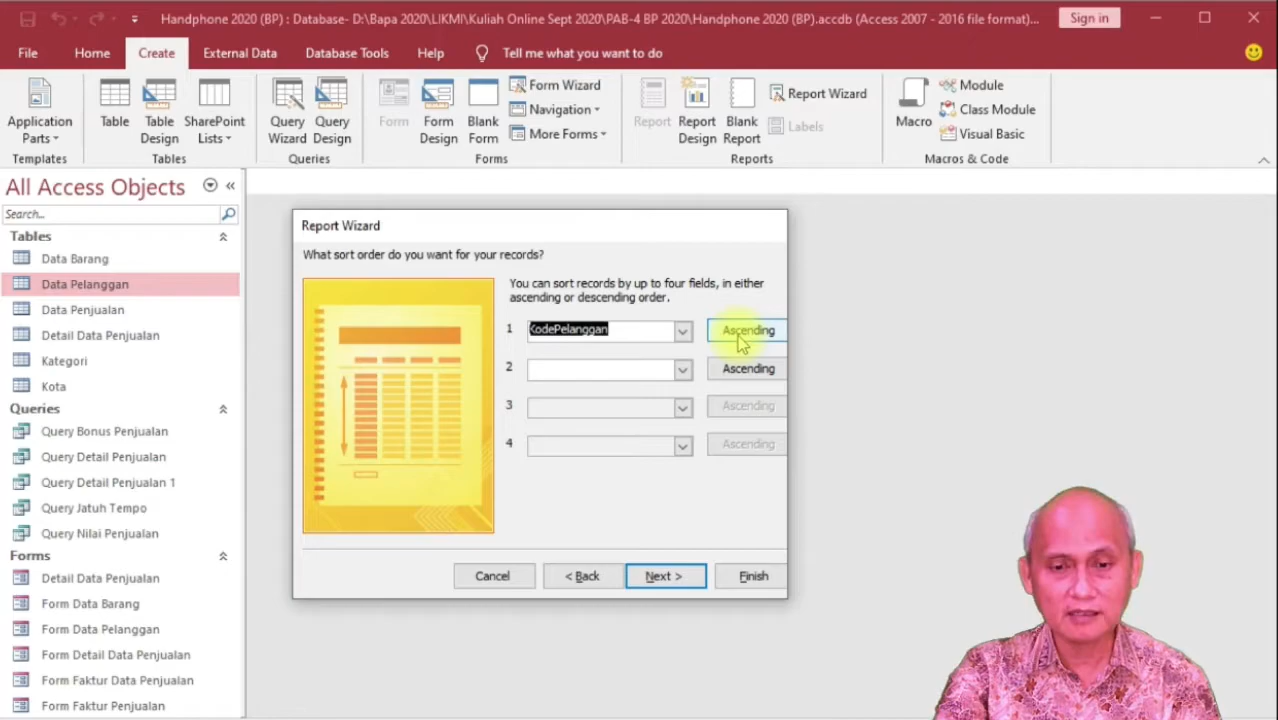 Handphone 2020 (BP) : Database- D:\Bapa 2020\LIKMI\Kuliah Online Sept 2020\PAB-4 BP 2020\Handphone 2020 (BP).accdb (Access 2007 - 2016 file format)...
Sign in
File Home Create External Data Database Tools Help Tell me what you want to do
Application Parts
Templates
Table
Table Design
SharePoint Lists
Tables
Query Wizard
Query Design
Queries
Form
Form Design
Blank Form
Form Wizard
Navigation
More Forms
Forms
Report
Report Design
Blank Report
Report Wizard
Labels
Reports
Macro
Module
Class Module
Visual Basic
Macros & Code
All Access Objects
Search...
Tables
Data Barang
Data Pelanggan
Data Penjualan
Detail Data Penjualan
Kategori
Kota
Queries
Query Bonus Penjualan
Query Detail Penjualan
Query Detail Penjualan 1
Query Jatuh Tempo
Query Nilai Penjualan
Forms
Detail Data Penjualan
Form Data Barang
Form Data Pelanggan
Form Detail Data Penjualan
Form Faktur Data Penjualan
Form Faktur Penjualan
Report Wizard
What sort order do you want for your records?
You can sort records by up to four fields, in either
ascending or descending order.
1 KodePelanggan Ascending
2 Ascending
3 Ascending
4 Ascending
Cancel < Back Next > Finish